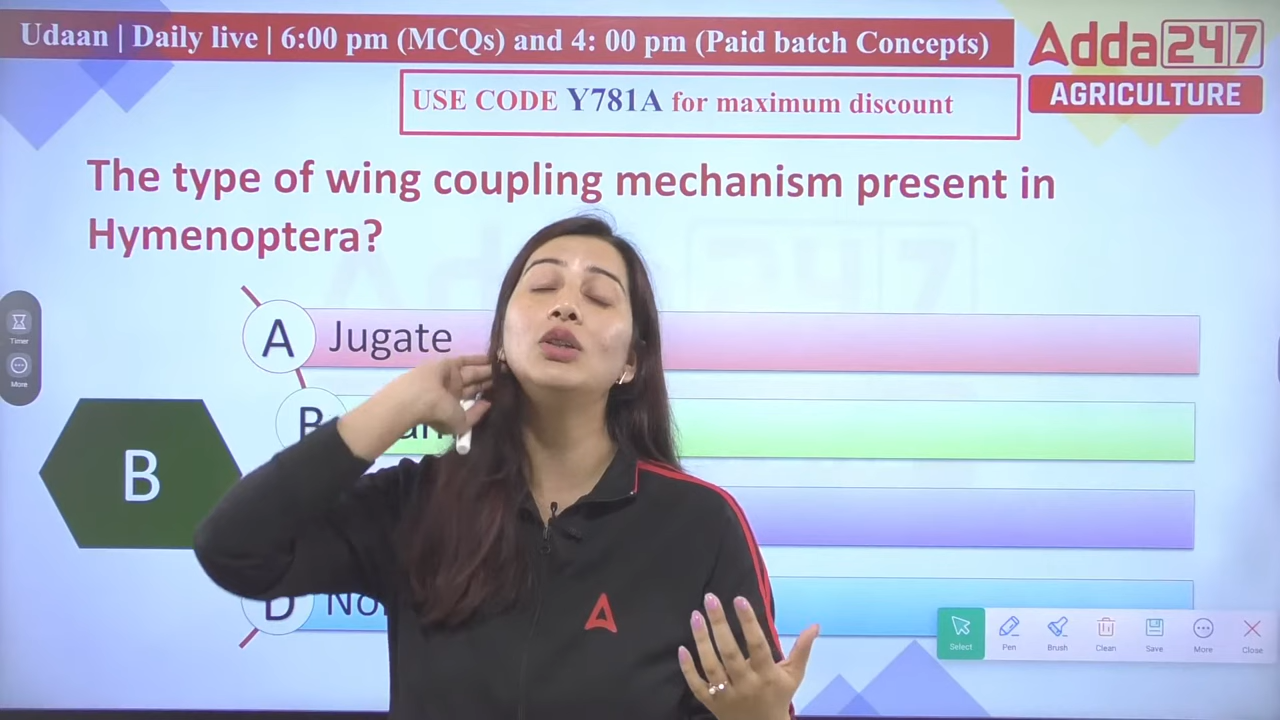 Udaan | Daily live | 6:00 pm (MCQs) and 4: 00 pm (Paid batch Concepts)
Adda247
AGRICULTURE
USE CODE Y781A for maximum discount
The type of wing coupling mechanism present in
Hymenoptera?
A Jugate
B
B
D
Timer
More
Select
Pen
Brush
Clean
Save
More
Close